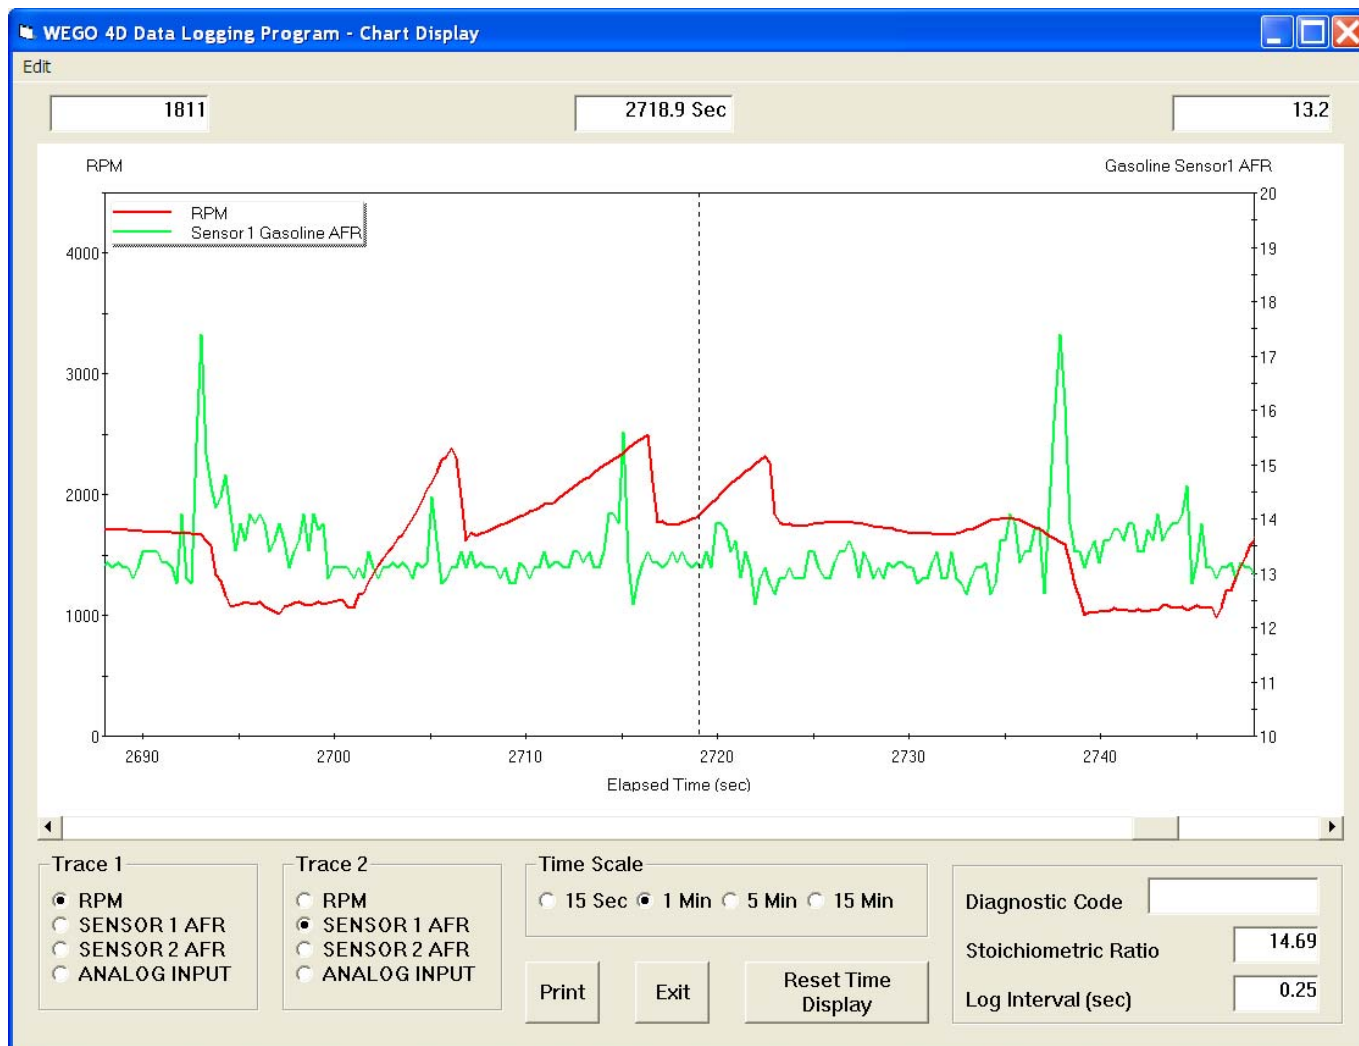 WEGO 4D Data Logging Program - Chart Display
Edit
1811 2718.9 Sec 13.2
RPM Gasoline Sensor1 AFR
RPM
Sensor1 Gasoline AFR
4000
3000
2000
1000
0
20
19
18
17
16
15
14
13
12
11
10
2690 2700 2710 2720 2730 2740
Elapsed Time (sec)
Trace 1
RPM
SENSOR 1 AFR
SENSOR 2 AFR
ANALOG INPUT
Trace 2
RPM
SENSOR 1 AFR
SENSOR 2 AFR
ANALOG INPUT
Time Scale
15 Sec 1 Min 5 Min 15 Min
Print Exit Reset Time
Display
Diagnostic Code
Stoichiometric Ratio 14.69
Log Interval (sec) 0.25